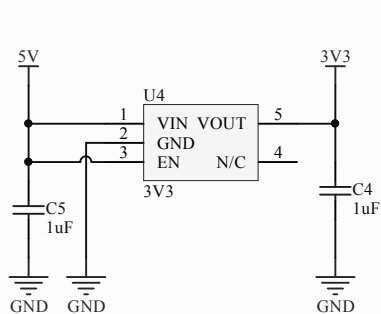 5V
3V3
U4
1
VIN
VOUT
5
2
GND
3
EN
N/C
4
3V3
C5
1uF
C4
1uF
GND
GND
GND